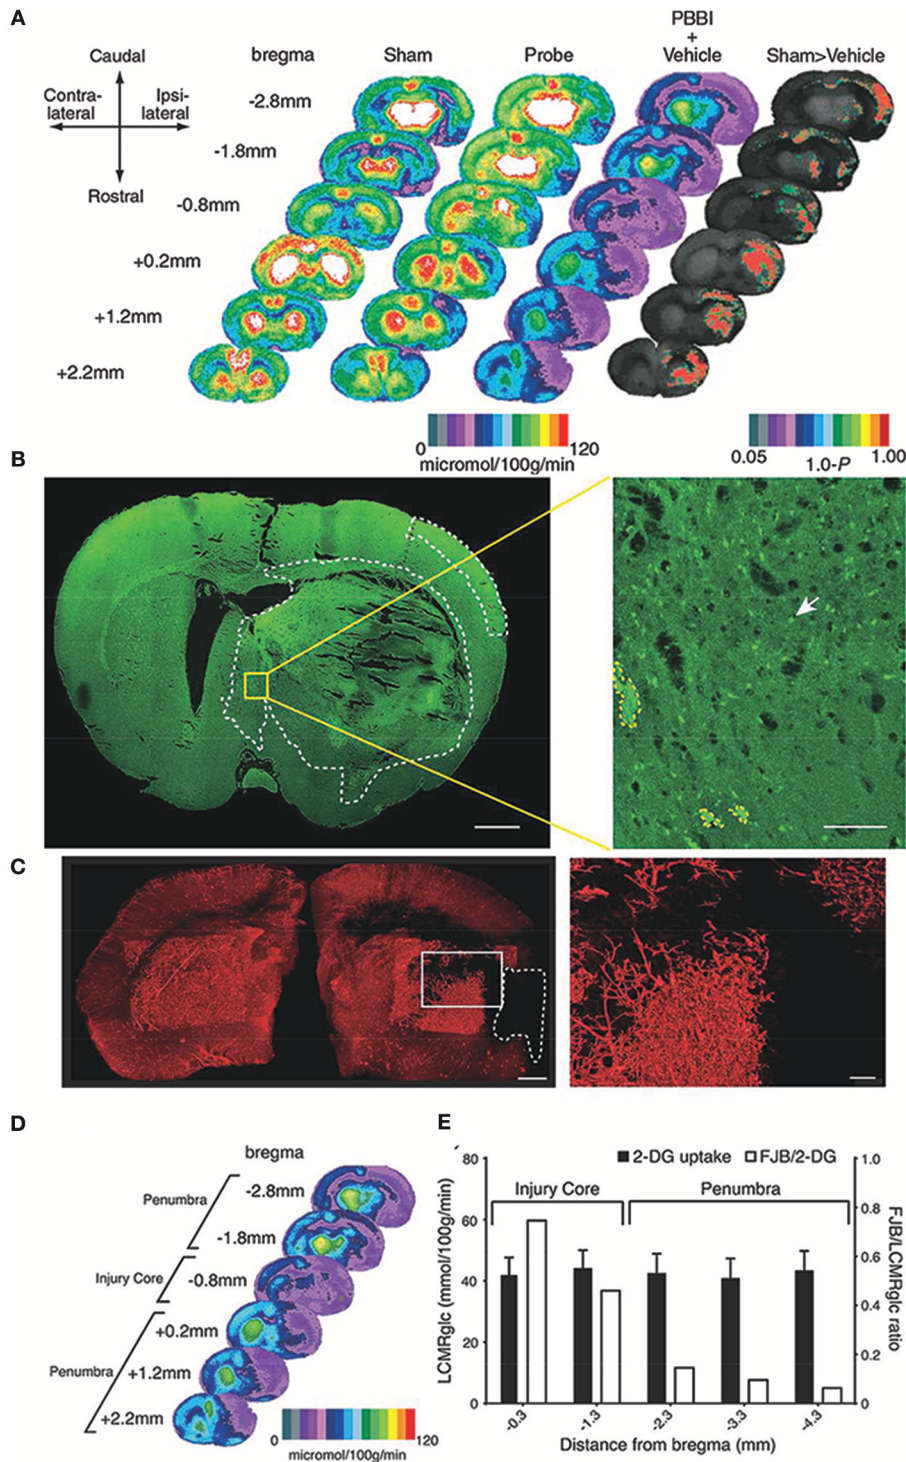 A
Caudal
Contra-
lateral
Ipsi-
lateral
Rostral
bregma
Sham
Probe
PBBI
+
Vehicle
Sham>Vehicle
-2.8mm
-1.8mm
-0.8mm
+0.2mm
+1.2mm
+2.2mm
0
120
micromol/100g/min
0.05
1.00
1.0-P
B
C
D
bregma
Penumbra
-2.8mm
-1.8mm
Injury Core
-0.8mm
+0.2mm
Penumbra
+1.2mm
+2.2mm
0
120
micromol/100g/min
E
2-DG uptake
FJB/2-DG
Injury Core
Penumbra
LCMRglc (mmol/100g/min)
80
60
40
20
0
1.0
0.8
0.6
0.4
0.2
0
FJB/LCMRglc ratio
-0.3
-1.3
-2.3
-3.3
-4.3
Distance from bregma (mm)